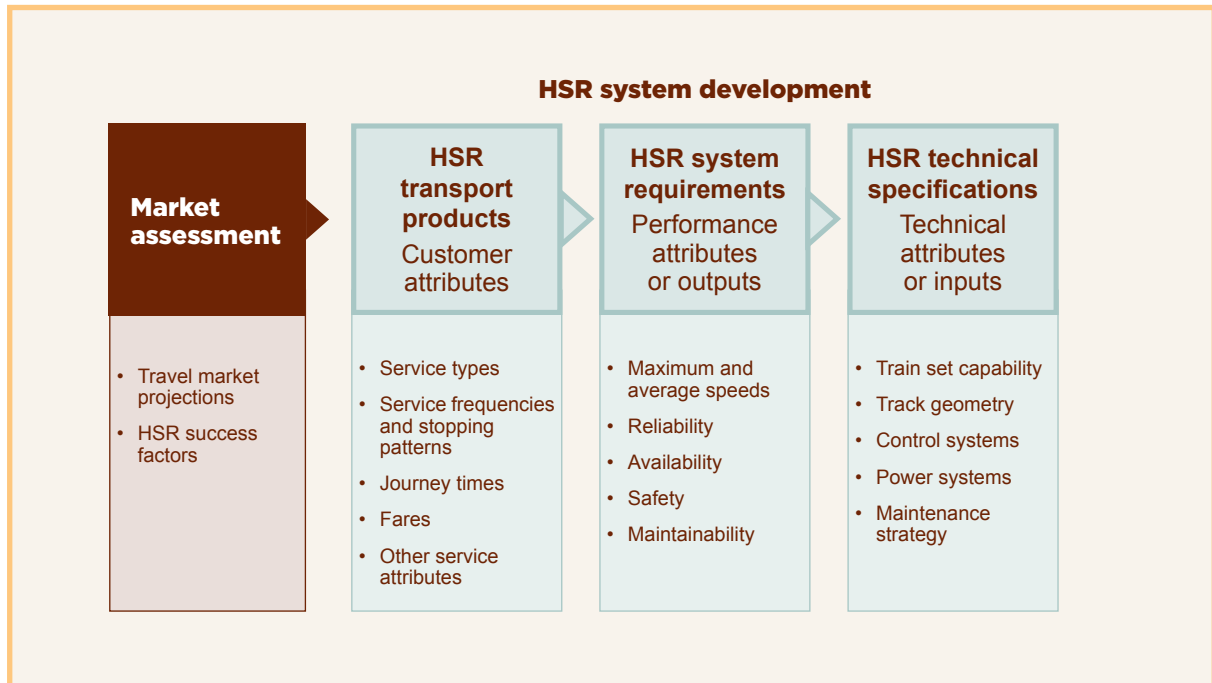 HSR system development
Market
assessment
• Travel market
projections
• HSR success
factors
HSR
transport
products
Customer
attributes
• Service types
• Service frequencies
and stopping
patterns
• Journey times
• Fares
• Other service
attributes
HSR system
requirements
Performance
attributes
or outputs
• Maximum and
average speeds
• Reliability
• Availability
• Safety
• Maintainability
HSR technical
specifications
Technical
attributes
or inputs
• Train set capability
• Track geometry
• Control systems
• Power systems
• Maintenance
strategy